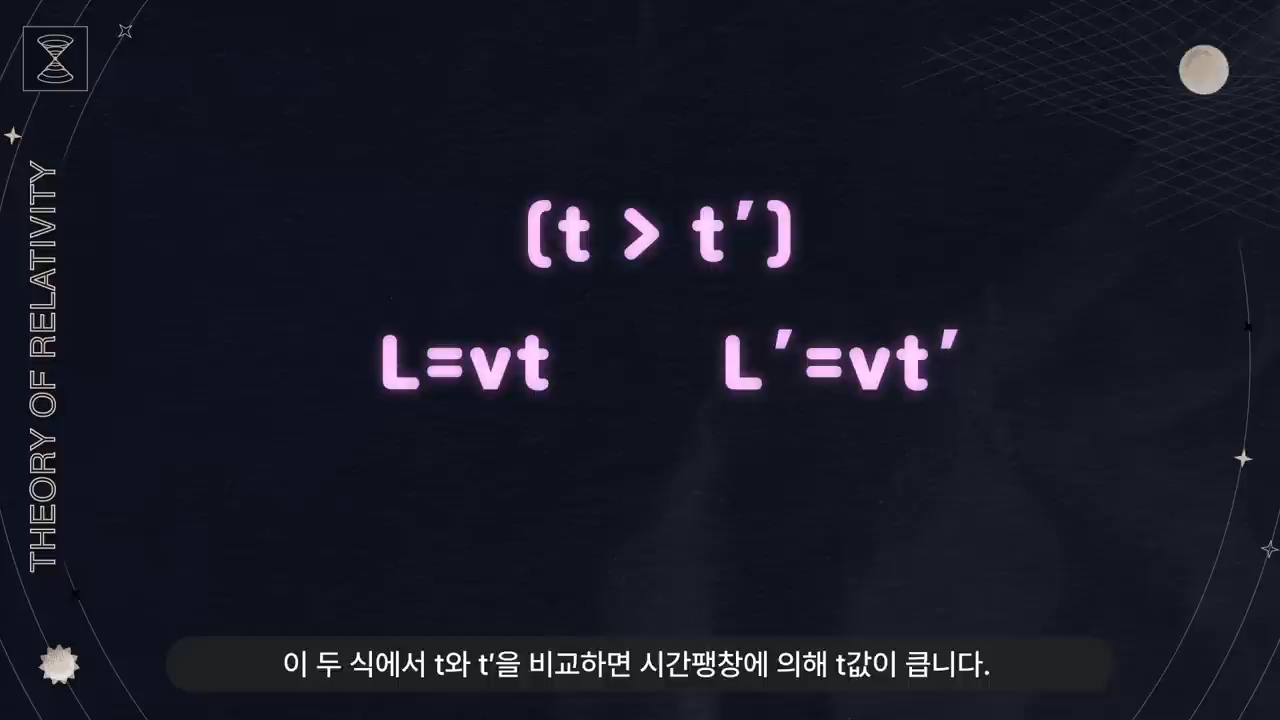 THEORY OF RELATIVITY
(t > t′)
L=vt L′=vt′
이 두 식에서 t와 t′을 비교하면 시간팽창에 의해 t값이 큽니다.